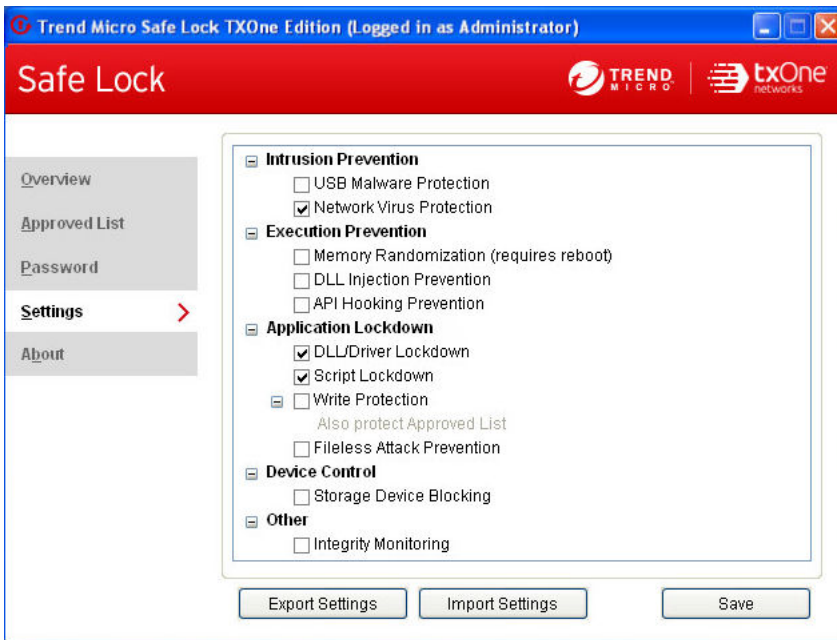 Trend Micro Safe Lock TXOne Edition (Logged in as Administrator)
Safe Lock
TREND MICRO
txOne networks
Overview
Approved List
Password
Settings
About
Intrusion Prevention
USB Malware Protection
Network Virus Protection
Execution Prevention
Memory Randomization (requires reboot)
DLL Injection Prevention
API Hooking Prevention
Application Lockdown
DLL/Driver Lockdown
Script Lockdown
Write Protection
Also protect Approved List
Fileless Attack Prevention
Device Control
Storage Device Blocking
Other
Integrity Monitoring
Export Settings
Import Settings
Save